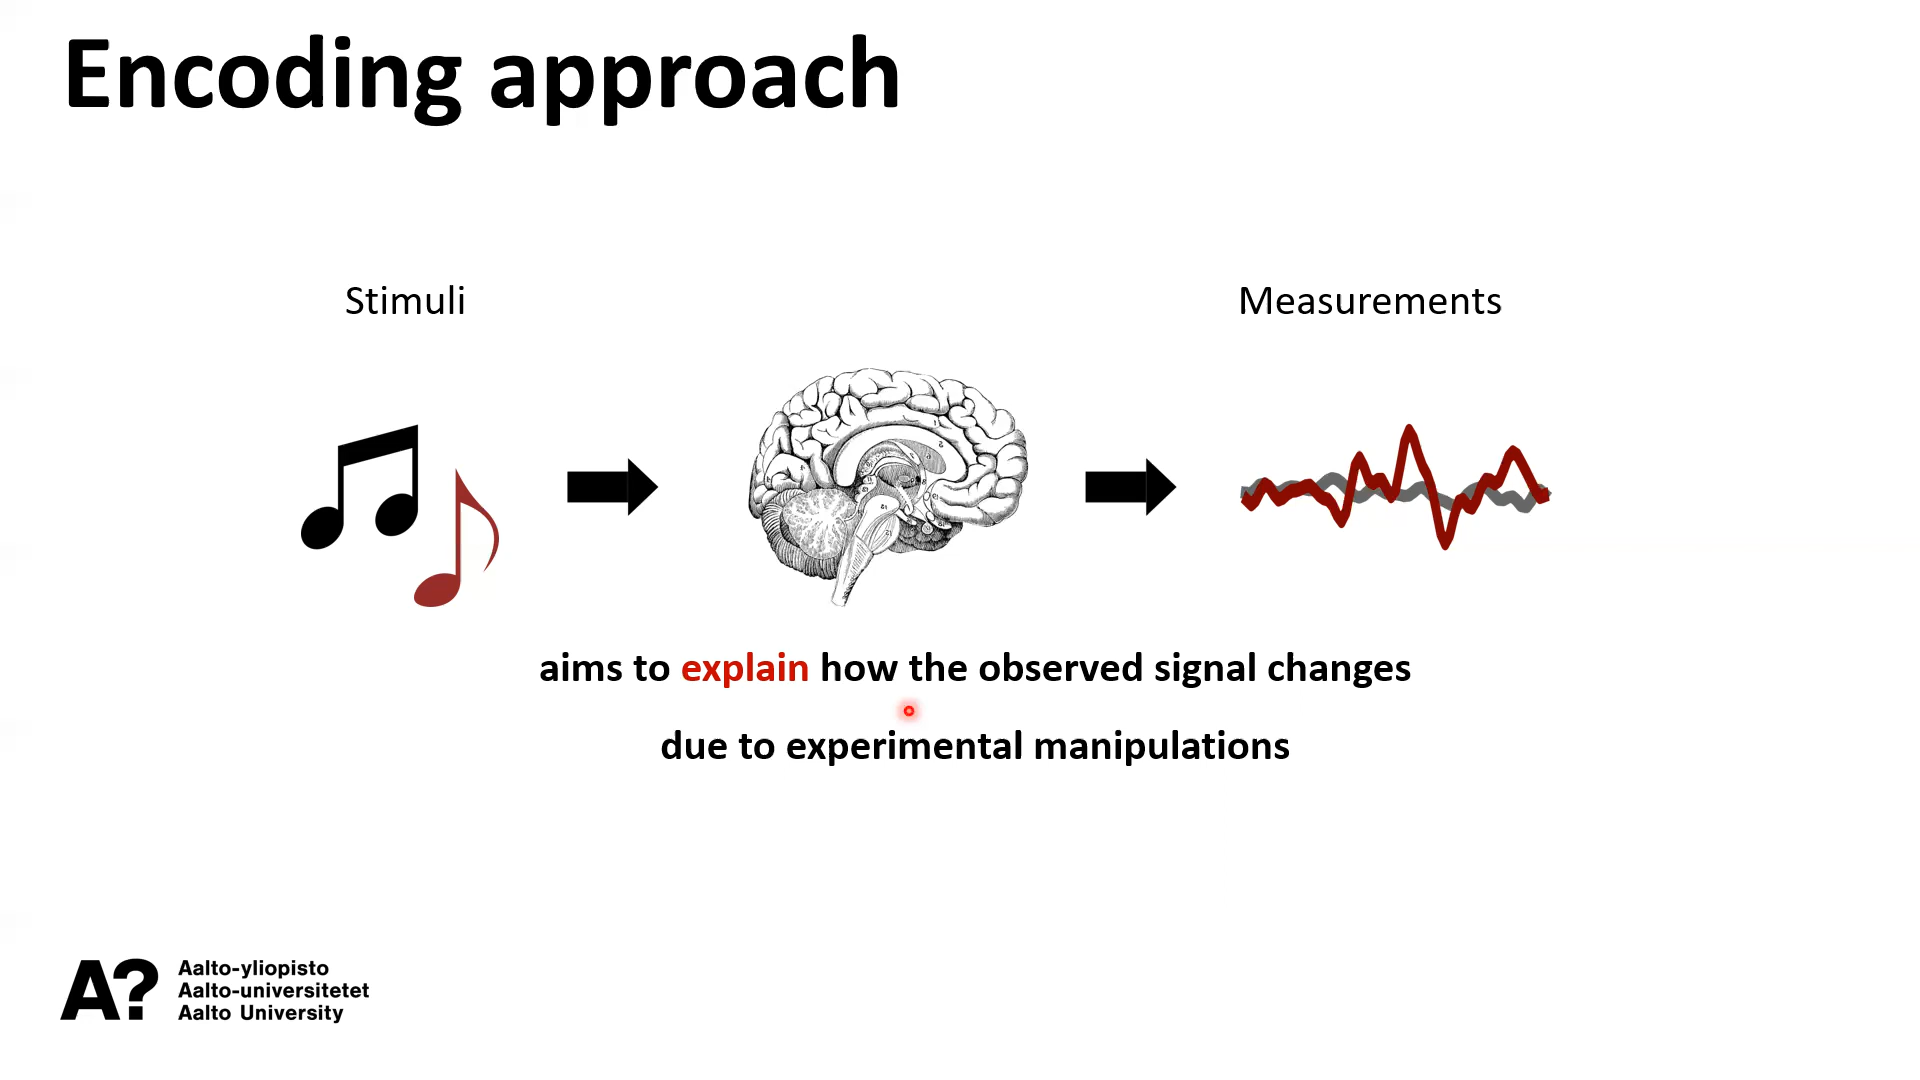 Encoding approach
Stimuli
Measurements
aims to explain how the observed signal changes
due to experimental manipulations
A?
Aalto-yliopisto
Aalto-universitetet
Aalto University